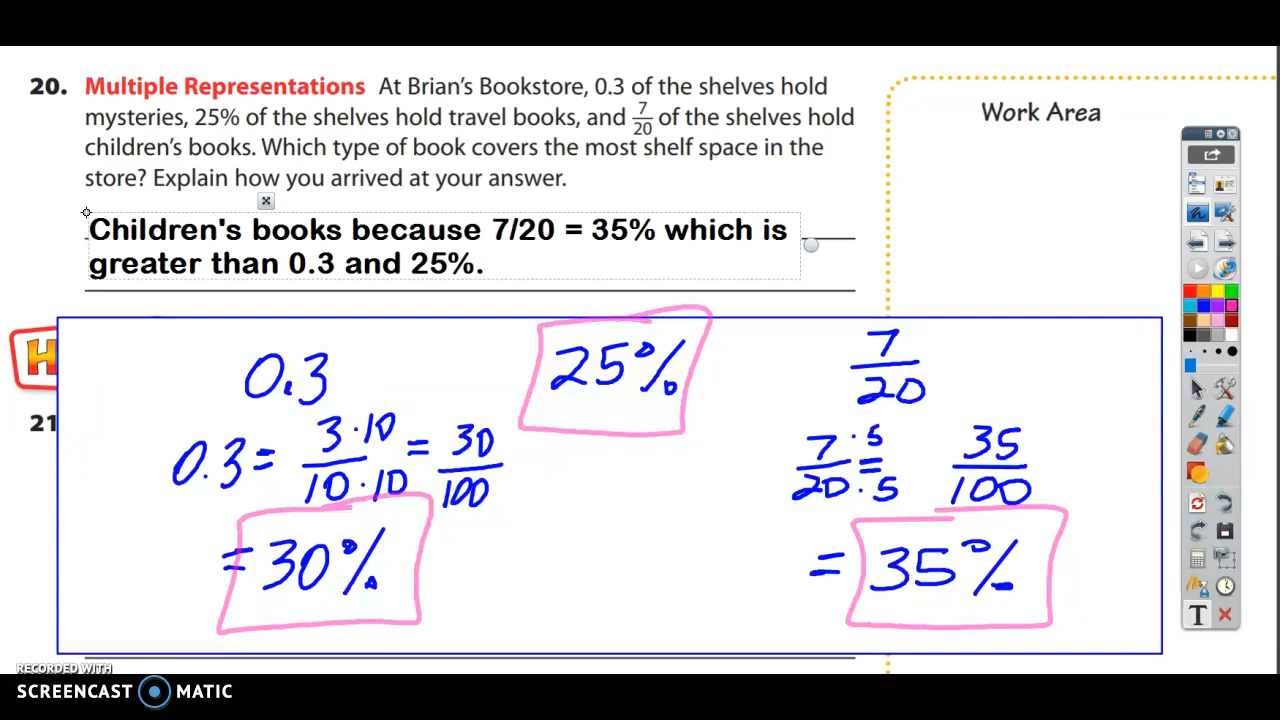 20. Multiple Representations At Brian's Bookstore, 0.3 of the shelves hold
mysteries, 25% of the shelves hold travel books, and 7/20 of the shelves hold
children's books. Which type of book covers the most shelf space in the
store? Explain how you arrived at your answer.
Work Area
Children's books because 7/20 = 35% which is
greater than 0.3 and 25%.
H
0.3
25%
7/20
0.3 = 3·10/10·10 = 30/100
7·5/20·5 = 35/100
= 30%
= 35%
21
T
RECORDED WITH
SCREENCAST MATIC